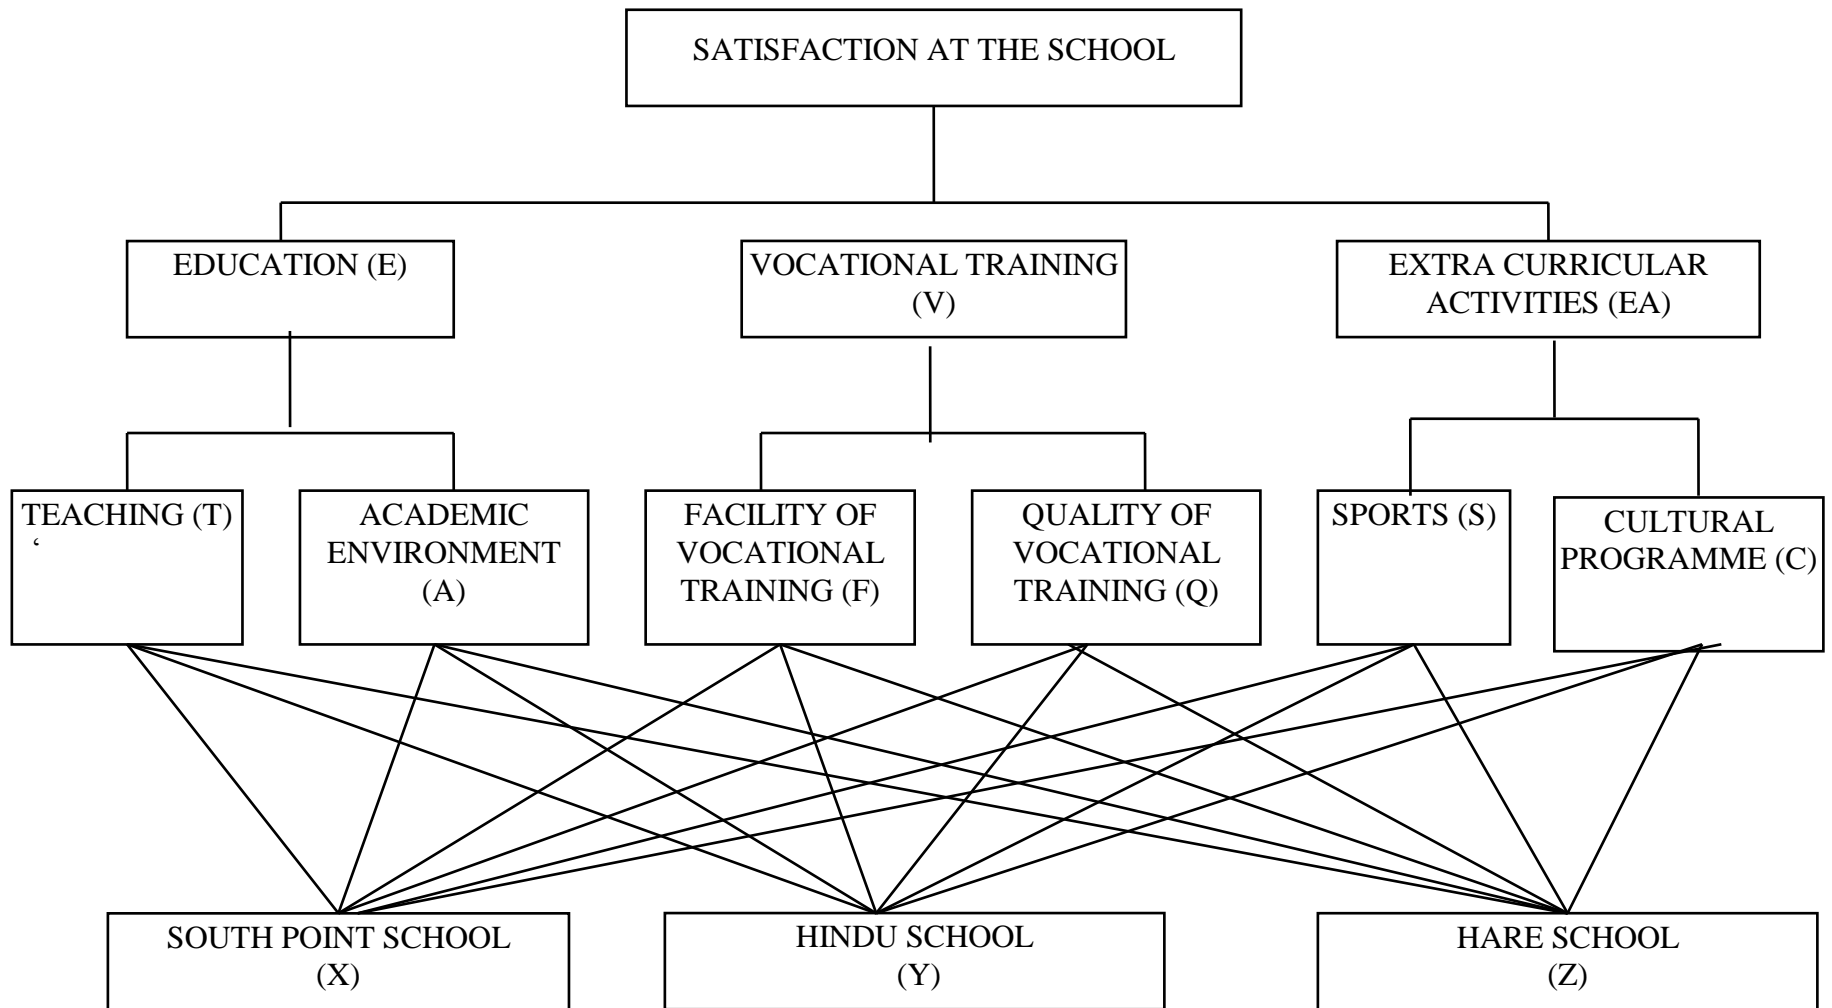 SATISFACTION AT THE SCHOOL
EDUCATION (E)
VOCATIONAL TRAINING
(V)
EXTRA CURRICULAR
ACTIVITIES (EA)
TEACHING (T)
‘
ACADEMIC
ENVIRONMENT
(A)
FACILITY OF
VOCATIONAL
TRAINING (F)
QUALITY OF
VOCATIONAL
TRAINING (Q)
SPORTS (S)
CULTURAL
PROGRAMME (C)
SOUTH POINT SCHOOL
(X)
HINDU SCHOOL
(Y)
HARE SCHOOL
(Z)